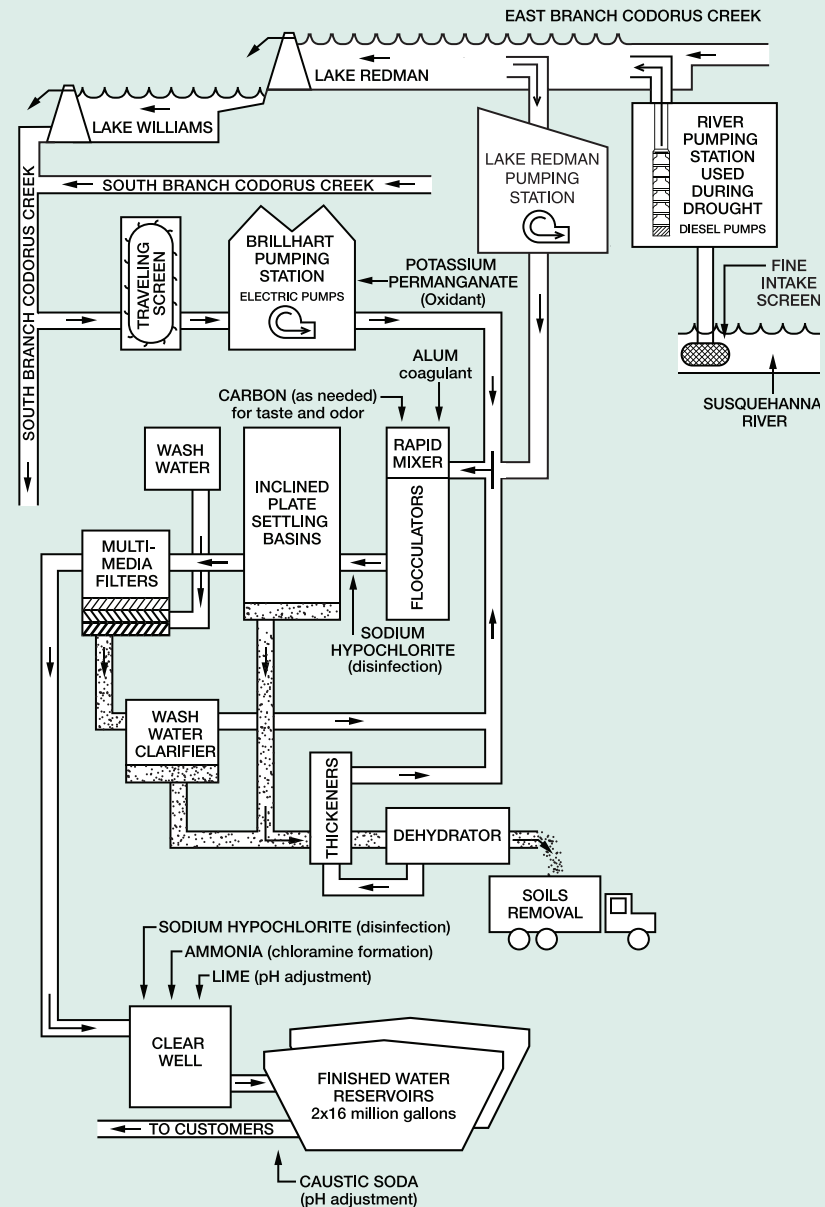 EAST BRANCH CODORUS CREEK
LAKE REDMAN
LAKE WILLIAMS
RIVER
PUMPING
STATION
USED
DURING
DROUGHT
DIESEL PUMPS
LAKE REDMAN
PUMPING
STATION
SOUTH BRANCH CODORUS CREEK
SOUTH BRANCH CODORUS CREEK
TRAVELING
SCREEN
BRILLHART
PUMPING
STATION
ELECTRIC PUMPS
POTASSIUM
PERMANGANATE
(Oxidant)
FINE
INTAKE
SCREEN
SUSQUEHANNA
RIVER
ALUM
coagulant
CARBON (as needed)
for taste and odor
WASH
WATER
INCLINED
PLATE
SETTLING
BASINS
RAPID
MIXER
FLOCCULATORS
MULTI-
MEDIA
FILTERS
SODIUM
HYPOCHLORITE
(disinfection)
WASH
WATER
CLARIFIER
THICKENERS
DEHYDRATOR
SOILS
REMOVAL
SODIUM HYPOCHLORITE (disinfection)
AMMONIA (chloramine formation)
LIME (pH adjustment)
CLEAR
WELL
FINISHED WATER
RESERVOIRS
2x16 million gallons
TO CUSTOMERS
CAUSTIC SODA
(pH adjustment)